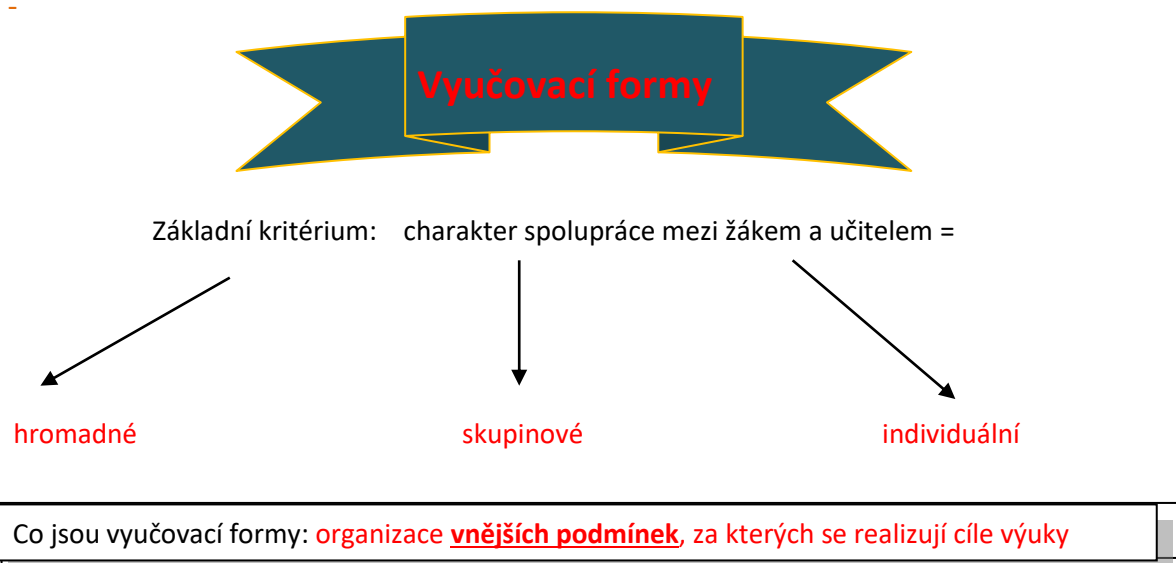 Vyučovací formy
Základní kritérium: charakter spolupráce mezi žákem a učitelem =
hromadné
skupinové
individuální
Co jsou vyučovací formy: organizace vnějších podmínek, za kterých se realizují cíle výuky